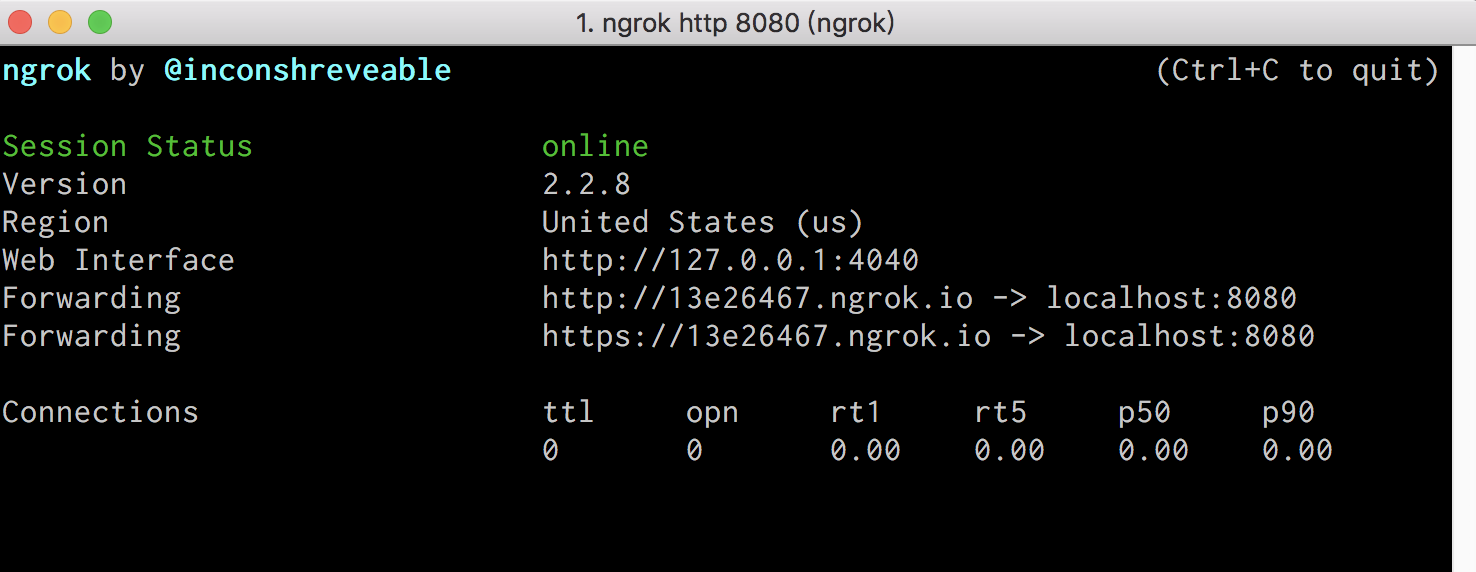 1. ngrok http 8080 (ngrok)
ngrok by @inconshreveable (Ctrl+C to quit)
Session Status online
Version 2.2.8
Region United States (us)
Web Interface http://127.0.0.1:4040
Forwarding http://13e26467.ngrok.io -> localhost:8080
Forwarding https://13e26467.ngrok.io -> localhost:8080
Connections ttl opn rt1 rt5 p50 p90
0 0 0.00 0.00 0.00 0.00